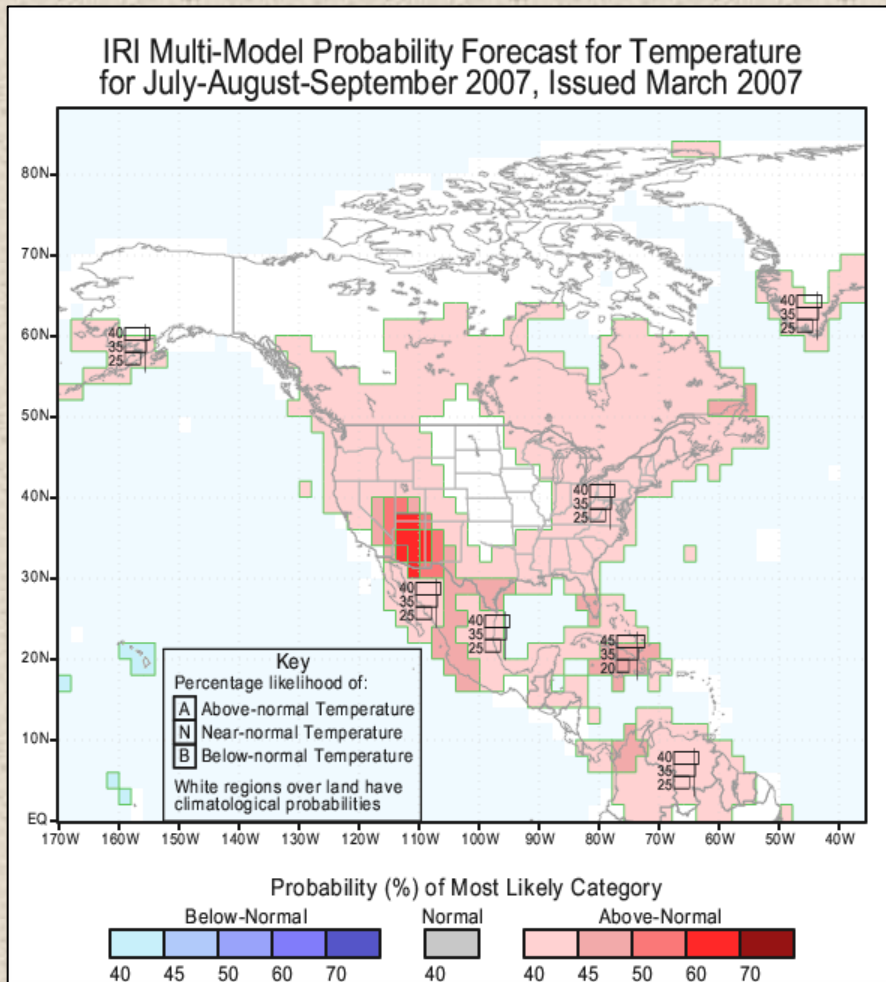 IRI Multi-Model Probability Forecast for Temperature
for July-August-September 2007, Issued March 2007
80N
70N
60N
50N
40N
30N
20N
10N
EQ
40
35
25
40
35
25
40
35
25
40
35
25
40
35
25
45
35
20
40
35
25
Key
Percentage likelihood of:
A Above-normal Temperature
N Near-normal Temperature
B Below-normal Temperature
White regions over land have
climatological probabilities
170W 160W 150W 140W 130W 120W 110W 100W 90W 80W 70W 60W 50W 40W
Probability (%) of Most Likely Category
Below-Normal Normal Above-Normal
40 45 50 60 70 40 40 45 50 60 70